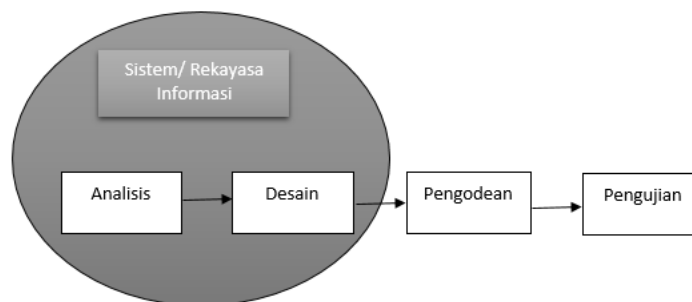 Sistem/ Rekayasa
Informasi
Analisis
Desain
Pengodean
Pengujian